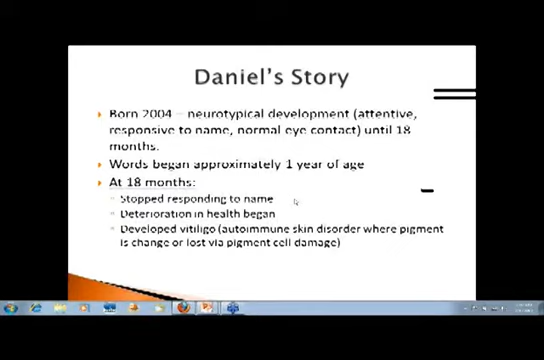 Daniel's Story
Born 2004 – neurotypical development (attentive,
responsive to name, normal eye contact) until 18
months.
Words began approximately 1 year of age
At 18 months:
Stopped responding to name
Deterioration in health began
Developed vitiligo (autoimmune skin disorder where pigment
is change or lost via pigment cell damage)